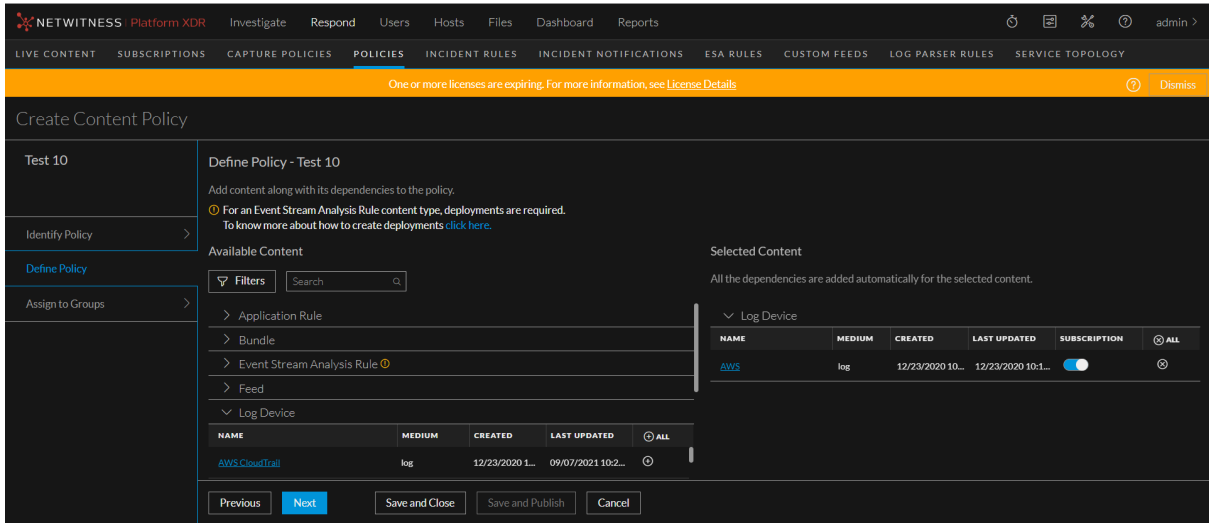 NETWITNESS Platform XDR Investigate Respond Users Hosts Files Dashboard Reports admin >
LIVE CONTENT SUBSCRIPTIONS CAPTURE POLICIES POLICIES INCIDENT RULES INCIDENT NOTIFICATIONS ESA RULES CUSTOM FEEDS LOG PARSER RULES SERVICE TOPOLOGY
One or more licenses are expiring. For more information, see License Details Dismiss
Create Content Policy
Test 10
Identify Policy
Define Policy
Assign to Groups
Define Policy - Test 10
Add content along with its dependencies to the policy.
For an Event Stream Analysis Rule content type, deployments are required.
To know more about how to create deployments click here.
Available Content
Filters Search
Application Rule
Bundle
Event Stream Analysis Rule
Feed
Log Device
NAME MEDIUM CREATED LAST UPDATED ALL
AWS CloudTrail log 12/23/2020 1... 09/07/2021 10:2...
Selected Content
All the dependencies are added automatically for the selected content.
Log Device
NAME MEDIUM CREATED LAST UPDATED SUBSCRIPTION ALL
AWS log 12/23/2020 10... 12/23/2020 10:1...
Previous Next Save and Close Save and Publish Cancel